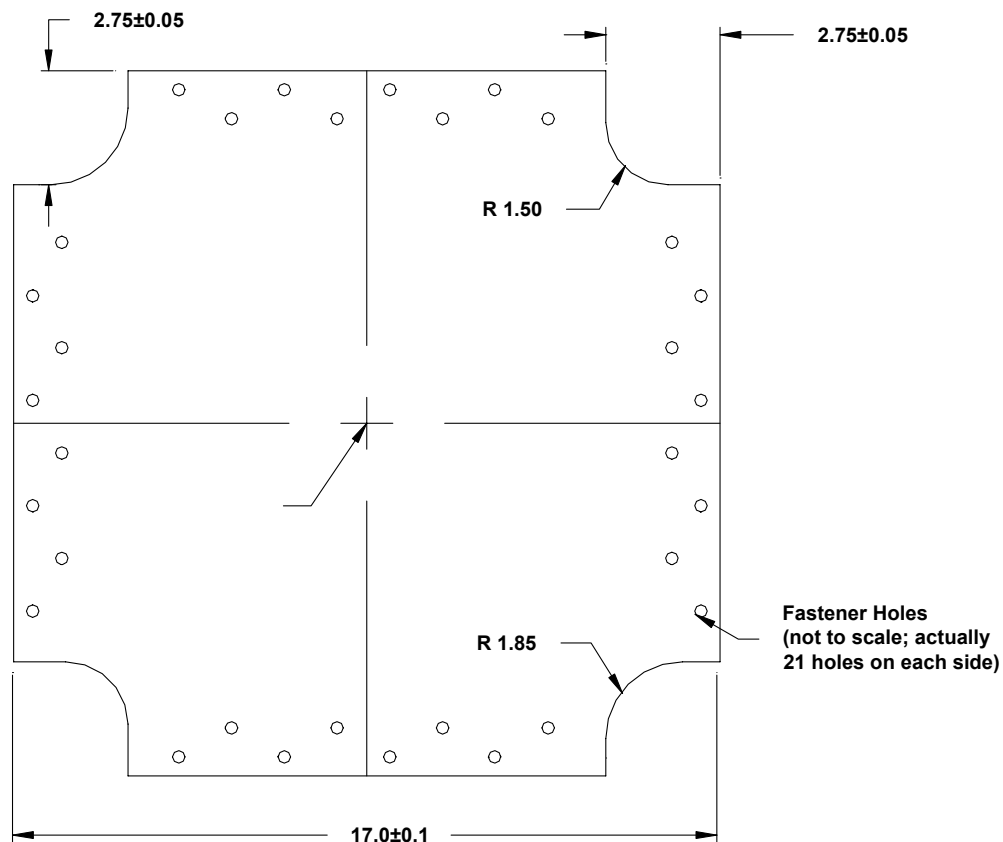 2.75±0.05
2.75±0.05
R 1.50
R 1.85
Fastener Holes
(not to scale; actually
21 holes on each side)
17.0±0.1